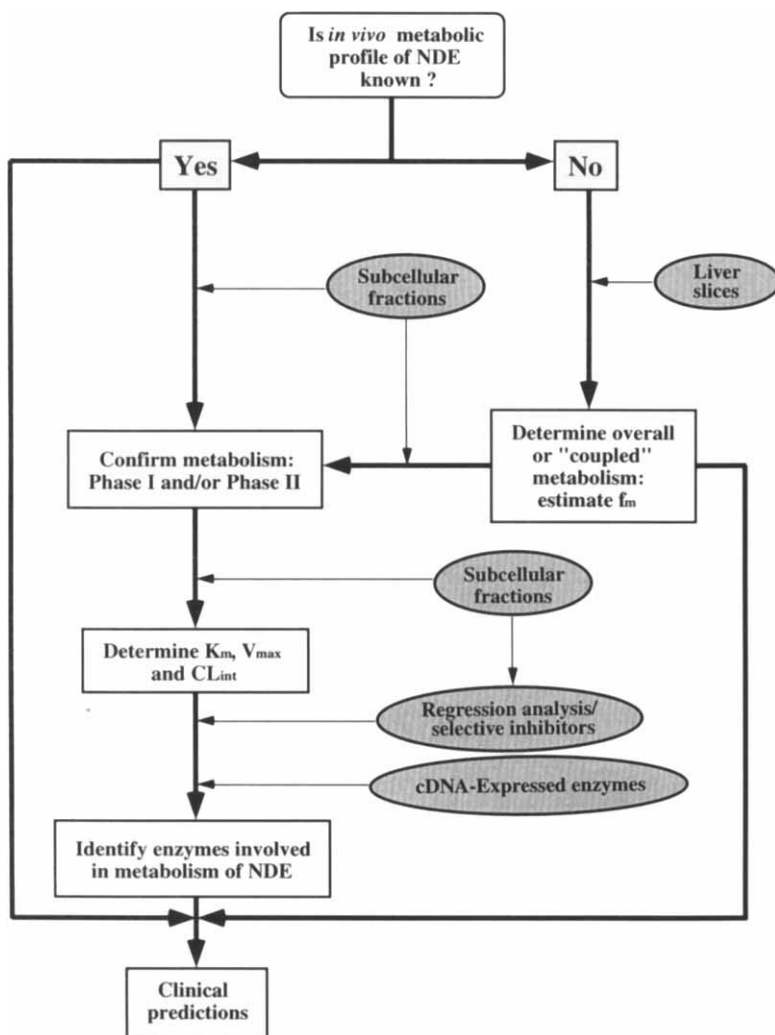 Is in vivo metabolic
profile of NDE
known ?
Yes
No
Subcellular
fractions
Liver
slices
Confirm metabolism:
Phase I and/or Phase II
Determine overall
or "coupled"
metabolism:
estimate fm
Subcellular
fractions
Determine Km, Vmax
and CLint
Regression analysis/
selective inhibitors
cDNA-Expressed enzymes
Identify enzymes involved
in metabolism of NDE
Clinical
predictions